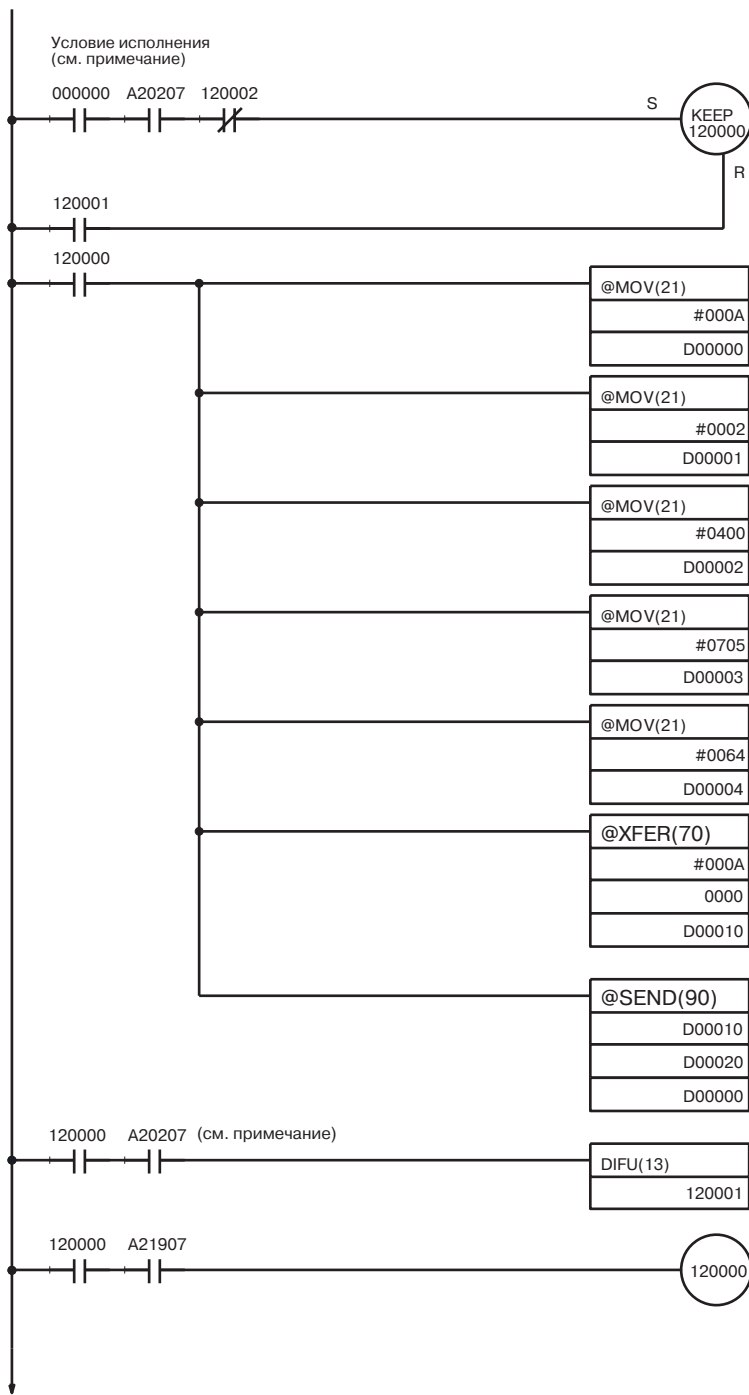 Условие исполнения
(см. примечание)
000000 A20207 120002
S
KEEP
120000
R
120001
120000
@MOV(21)
#000A
D00000
@MOV(21)
#0002
D00001
@MOV(21)
#0400
D00002
@MOV(21)
#0705
D00003
@MOV(21)
#0064
D00004
@XFER(70)
#000A
0000
D00010
@SEND(90)
D00010
D00020
D00000
120000 A20207 (см. примечание)
DIFU(13)
120001
120000 A21907
120000